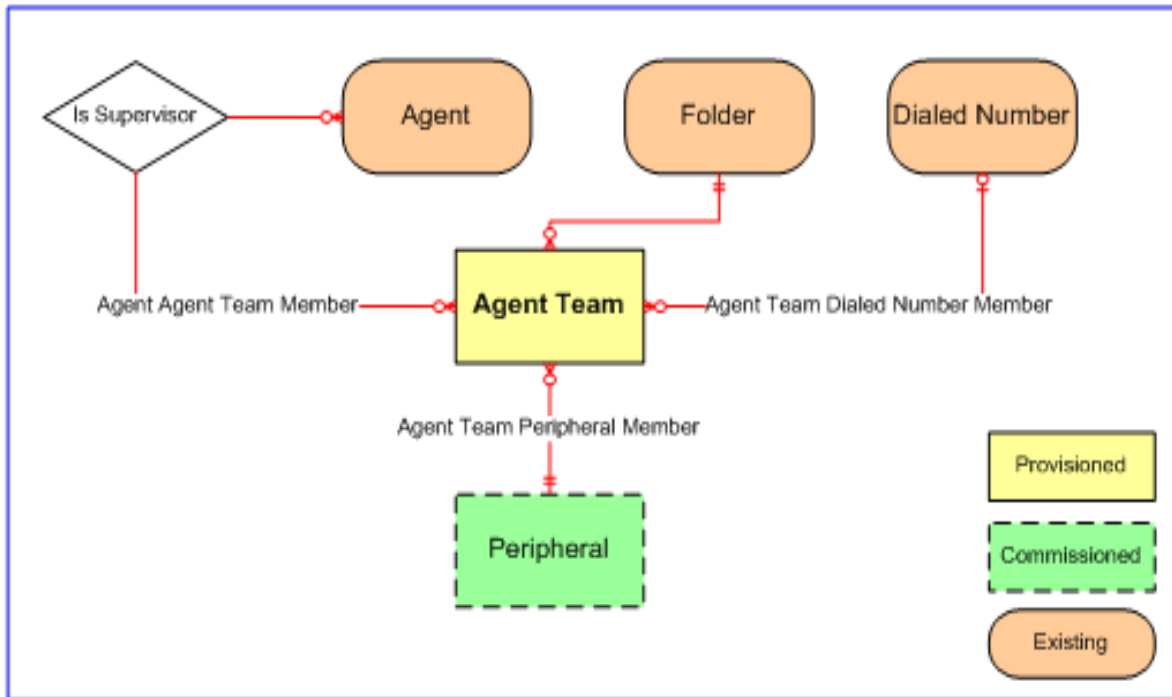 Is Supervisor
Agent
Folder
Dialed Number
Agent Agent Team Member
Agent Team
Agent Team Dialed Number Member
Agent Team Peripheral Member
Peripheral
Provisioned
Commissioned
Existing